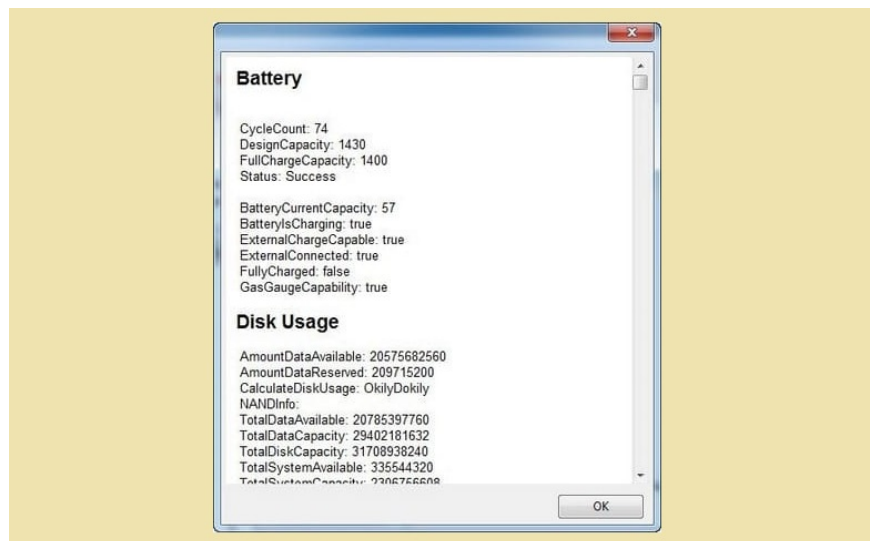 Battery
CycleCount: 74
DesignCapacity: 1430
FullChargeCapacity: 1400
Status: Success
BatteryCurrentCapacity: 57
BatteryIsCharging: true
ExternalChargeCapable: true
ExternalConnected: true
FullyCharged: false
GasGaugeCapability: true
Disk Usage
AmountDataAvailable: 20575682560
AmountDataReserved: 209715200
CalculateDiskUsage: OkilyDokily
NANDInfo:
TotalDataAvailable: 20785397760
TotalDataCapacity: 29402181632
TotalDiskCapacity: 31708938240
TotalSystemAvailable: 335544320
TotalSystemCapacity: 2306756608
OK